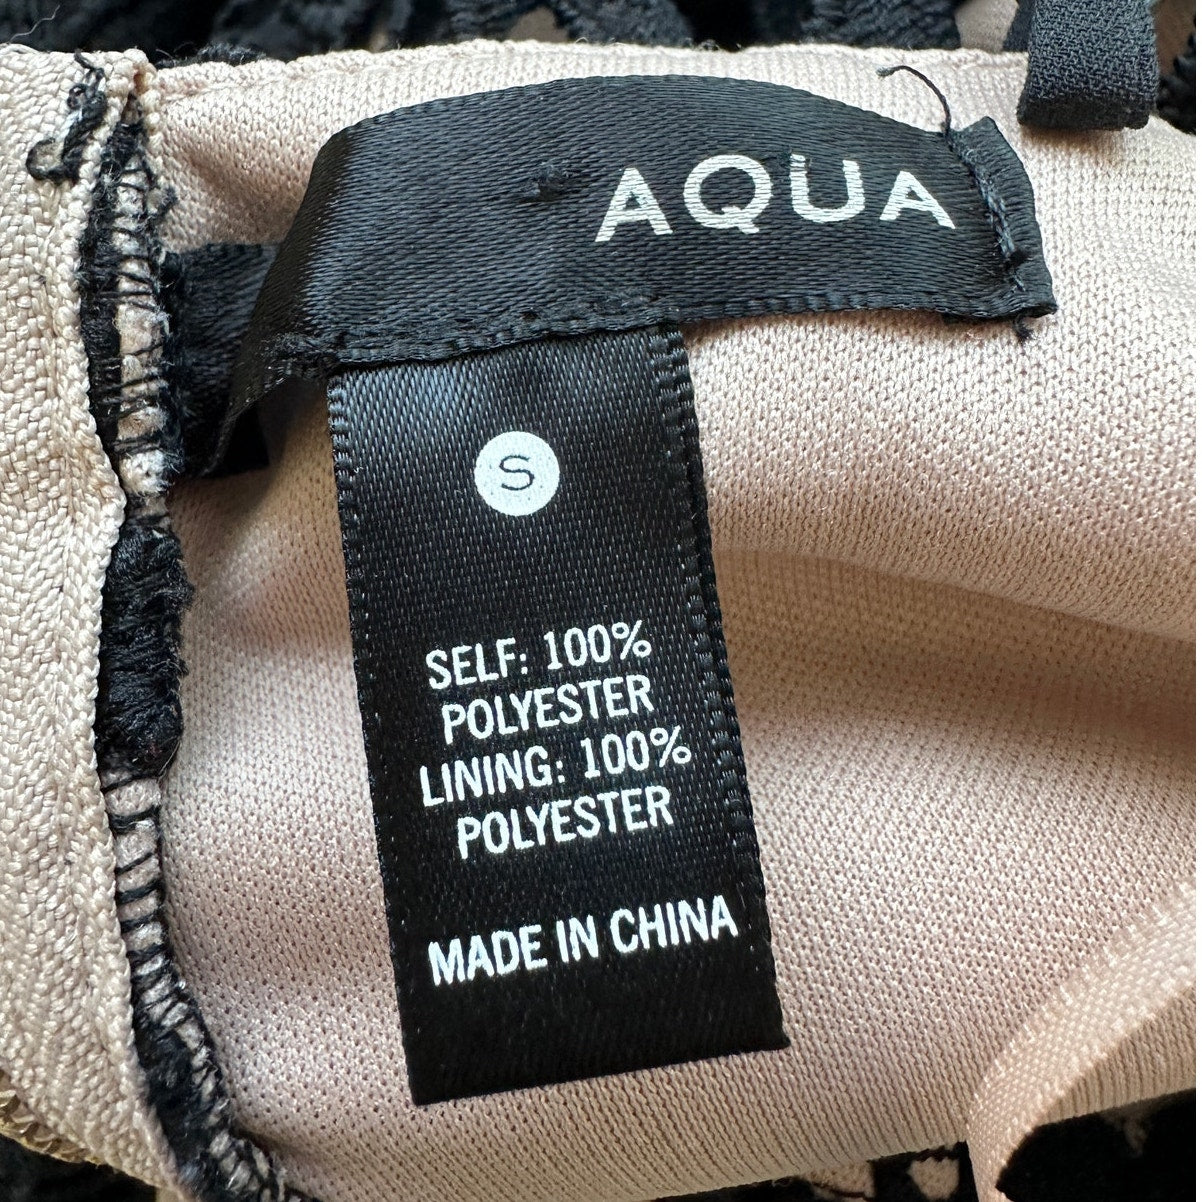 AQUA
S
SELF: 100%
POLYESTER
LINING: 100%
POLYESTER
MADE IN CHINA